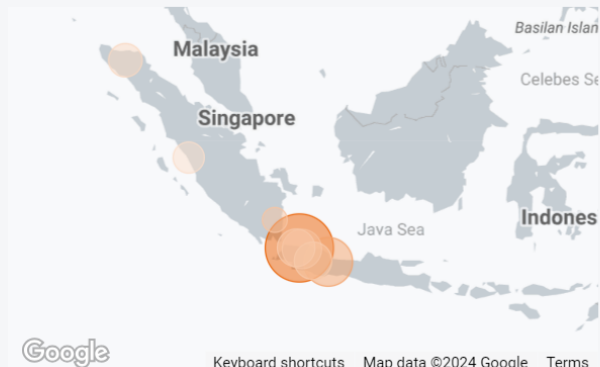 Basilan Islan
Malaysia
Celebes Se
Singapore
Java Sea
Indones
Google
Keyboard shortcuts Map data ©2024 Google Terms